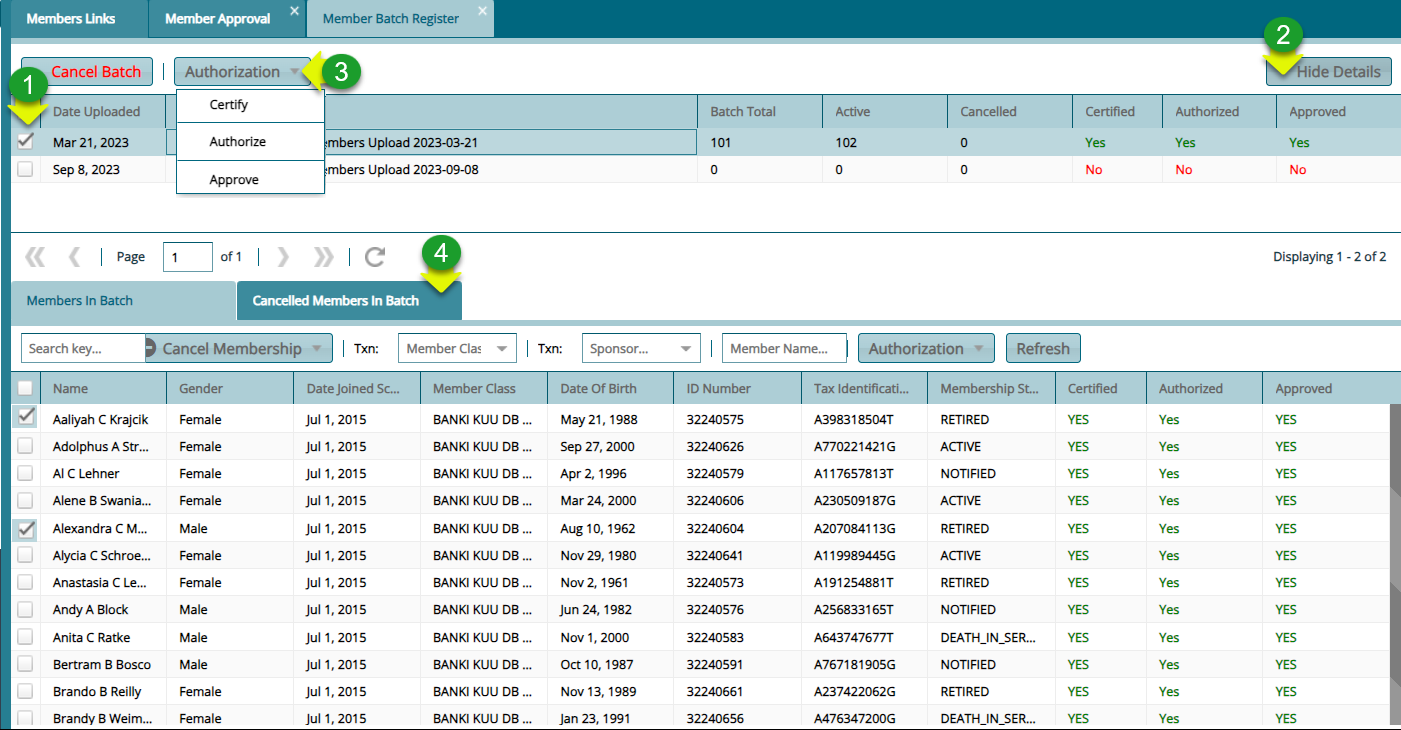 Members Links Member Approval Member Batch Register
2
Cancel Batch Authorization 3 Hide Details
1
Date Uploaded Batch Total Active Cancelled Certified Authorized Approved
Certify
Mar 21, 2023 Authorize Upload 2023-03-21 101 102 0 Yes Yes Yes
Sep 8, 2023 Upload 2023-09-08 0 0 0 No No No
Approve
4
Page 1 of 1 Displaying 1 - 2 of 2
Members In Batch Cancelled Members In Batch
Search key... Cancel Membership Txn: Member Clas Txn: Sponsor... Member Name... Authorization Refresh
Name Gender Date Joined Sc... Member Class Date Of Birth ID Number Tax Identificati... Membership St... Certified Authorized Approved
Aaliyah C Krajcik Female Jul 1, 2015 BANKI KUU DB ... May 21, 1988 32240575 A398318504T RETIRED YES Yes YES
Adolphus A Str... Female Jul 1, 2015 BANKI KUU DB ... Sep 27, 2000 32240626 A770221421G ACTIVE YES Yes YES
Al C Lehner Female Jul 1, 2015 BANKI KUU DB ... Apr 2, 1996 32240579 A117657813T NOTIFIED YES Yes YES
Alene B Swania... Female Jul 1, 2015 BANKI KUU DB ... Mar 24, 2000 32240606 A230509187G ACTIVE YES Yes YES
Alexandra C M... Male Jul 1, 2015 BANKI KUU DB ... Aug 10, 1962 32240604 A207084113G RETIRED YES Yes YES
Alycia C Schroe... Female Jul 1, 2015 BANKI KUU DB ... Nov 29, 1980 32240641 A119989445G ACTIVE YES Yes YES
Anastasia C Le... Female Jul 1, 2015 BANKI KUU DB ... Nov 2, 1961 32240573 A191254881T RETIRED YES Yes YES
Andy A Block Male Jul 1, 2015 BANKI KUU DB ... Jun 24, 1982 32240576 A256833165T NOTIFIED YES Yes YES
Anita C Ratke Male Jul 1, 2015 BANKI KUU DB ... Nov 1, 2000 32240583 A643747677T DEATH_IN_SER... YES Yes YES
Bertram B Bosco Male Jul 1, 2015 BANKI KUU DB ... Oct 10, 1987 32240591 A767181905G NOTIFIED YES Yes YES
Brando B Reilly Female Jul 1, 2015 BANKI KUU DB ... Nov 13, 1989 32240661 A237422062G RETIRED YES Yes YES
Brandy B Weim... Female Jul 1, 2015 BANKI KUU DB ... Jan 23, 1991 32240656 A476347200G DEATH_IN_SER... YES Yes YES